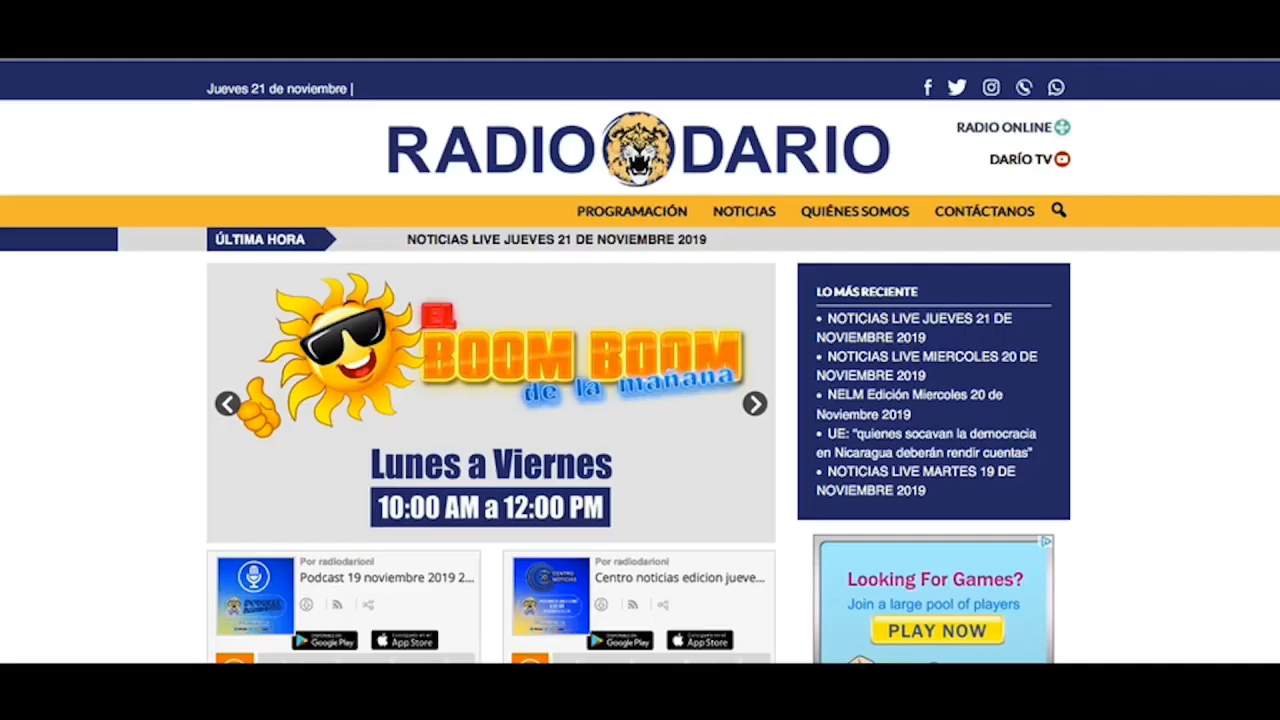 Jueves 21 de noviembre |
RADIO DARIO
RADIO ONLINE
DARÍO TV
PROGRAMACIÓN NOTICIAS QUIÉNES SOMOS CONTÁCTANOS
ÚLTIMA HORA NOTICIAS LIVE JUEVES 21 DE NOVIEMBRE 2019
EL
BOOM BOOM
de la mañana
Lunes a Viernes
10:00 AM a 12:00 PM
LO MÁS RECIENTE
• NOTICIAS LIVE JUEVES 21 DE
NOVIEMBRE 2019
• NOTICIAS LIVE MIERCOLES 20 DE
NOVIEMBRE 2019
• NELM Edición Miercoles 20 de
Noviembre 2019
• UE: "quienes socavan la democracia
en Nicaragua deberán rendir cuentas"
• NOTICIAS LIVE MARTES 19 DE
NOVIEMBRE 2019
Por radiodarioni
Podcast 19 noviembre 2019 2...
Google Play
App Store
Por radiodarioni
Centro noticias edicion jueve...
CENTRO
NOTICIAS
Google Play
App Store
Looking For Games?
Join a large pool of players
PLAY NOW